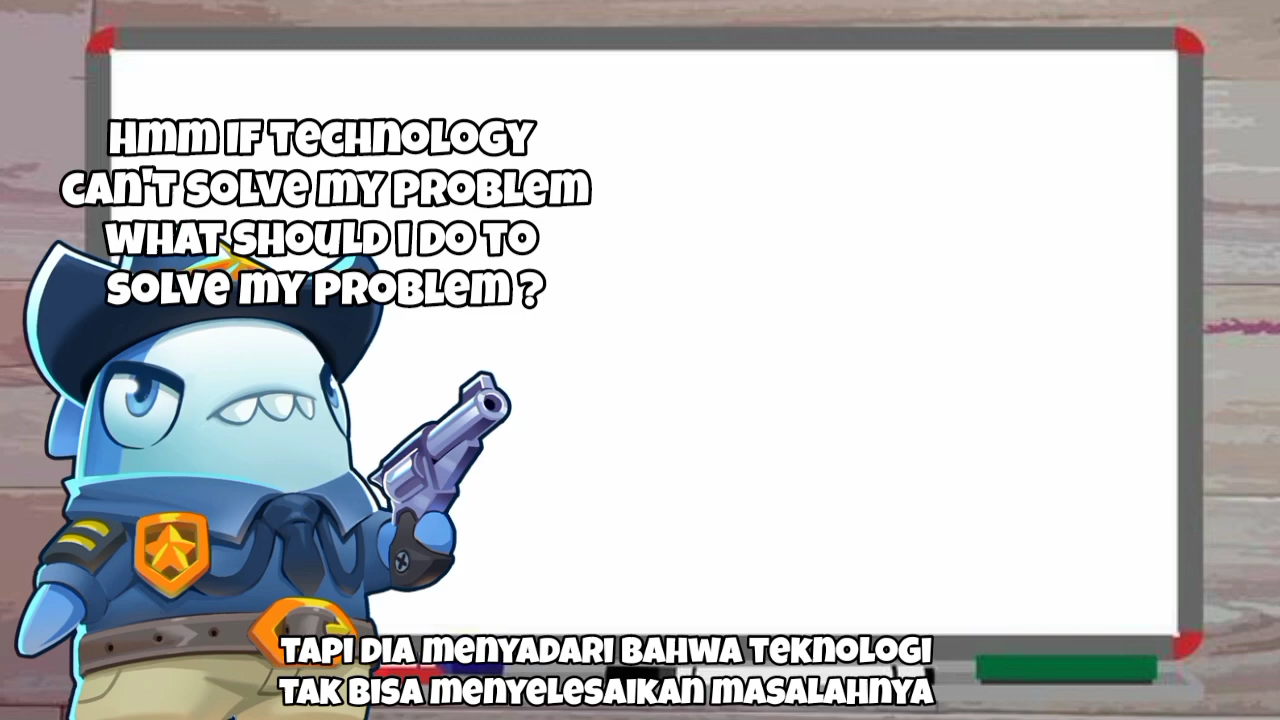 Hmm if technology
can't solve my problem
what should i do to
solve my problem ?
tapi dia menyadari bahwa teknologi
tak bisa menyelesaikan masalahnya